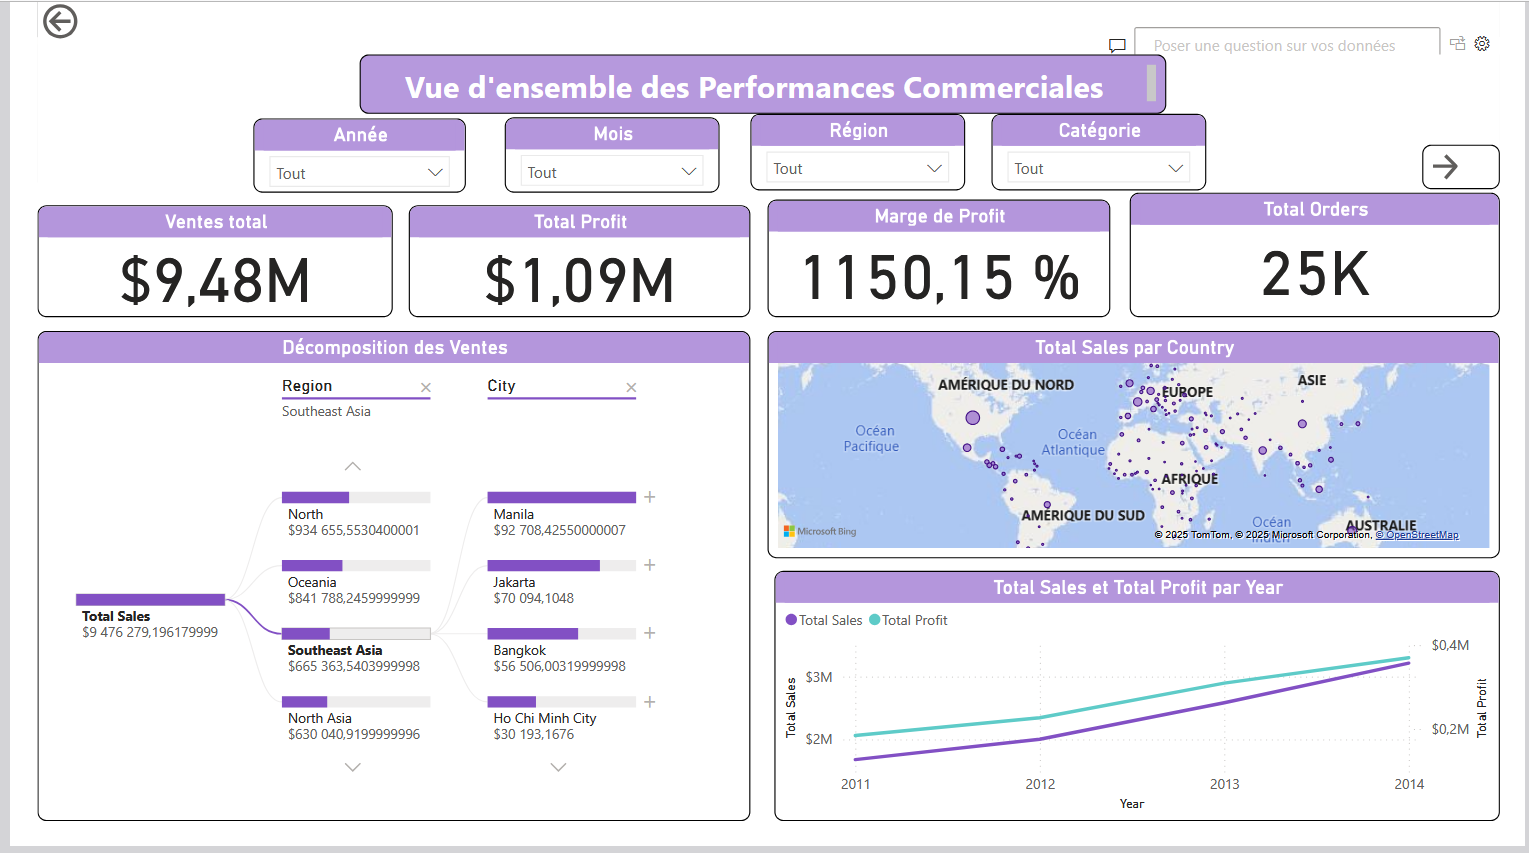 Poser une question sur vos données
Vue d'ensemble des Performances Commerciales
Année
Tout
Mois
Tout
Région
Tout
Catégorie
Tout
Ventes total
$9,48M
Total Profit
$1,09M
Marge de Profit
1150,15 %
Total Orders
25K
Décomposition des Ventes
Region
Southeast Asia
City
North
$934 655,5530400001
Oceania
$841 788,2459999999
Total Sales
$9 476 279,196179999
Southeast Asia
$665 363,5403999998
North Asia
$630 040,9199999996
Manila
$92 708,42550000007
Jakarta
$70 094,1048
Bangkok
$56 506,00319999998
Ho Chi Minh City
$30 193,1676
Total Sales par Country
AMÉRIQUE DU NORD
EUROPE
ASIE
Océan
Pacifique
Océan
Atlantique
AFRIQUE
AMÉRIQUE DU SUD
Océan
Indien
AUSTRALIE
Microsoft Bing
© 2025 TomTom, © 2025 Microsoft Corporation, © OpenStreetMap
Total Sales et Total Profit par Year
Total Sales
Total Profit
Total Sales
$3M
$2M
$0,4M
$0,2M
Total Profit
2011
2012
2013
2014
Year